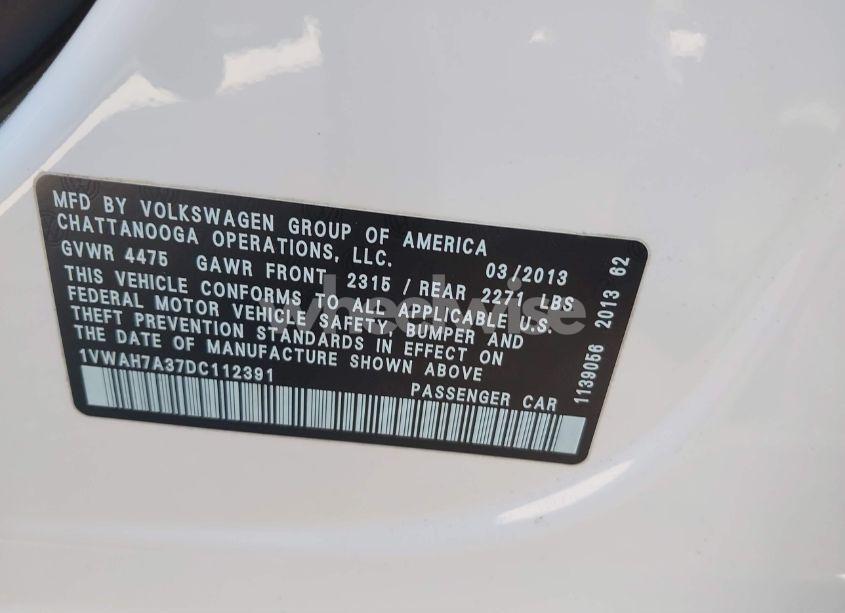 MFD BY VOLKSWAGEN GROUP OF AMERICA
CHATTANOOGA OPERATIONS, LLC.
GVWR 4475 GAWR FRONT 2315 / REAR 2271 LBS 03/2013
THIS VEHICLE CONFORMS TO ALL APPLICABLE U.S.
FEDERAL MOTOR VEHICLE SAFETY, BUMPER AND
THEFT PREVENTION STANDARDS IN EFFECT ON
THE DATE OF MANUFACTURE SHOWN ABOVE
1VWAH7A37DC112391 PASSENGER CAR
1139056 2013 62
wheelwise